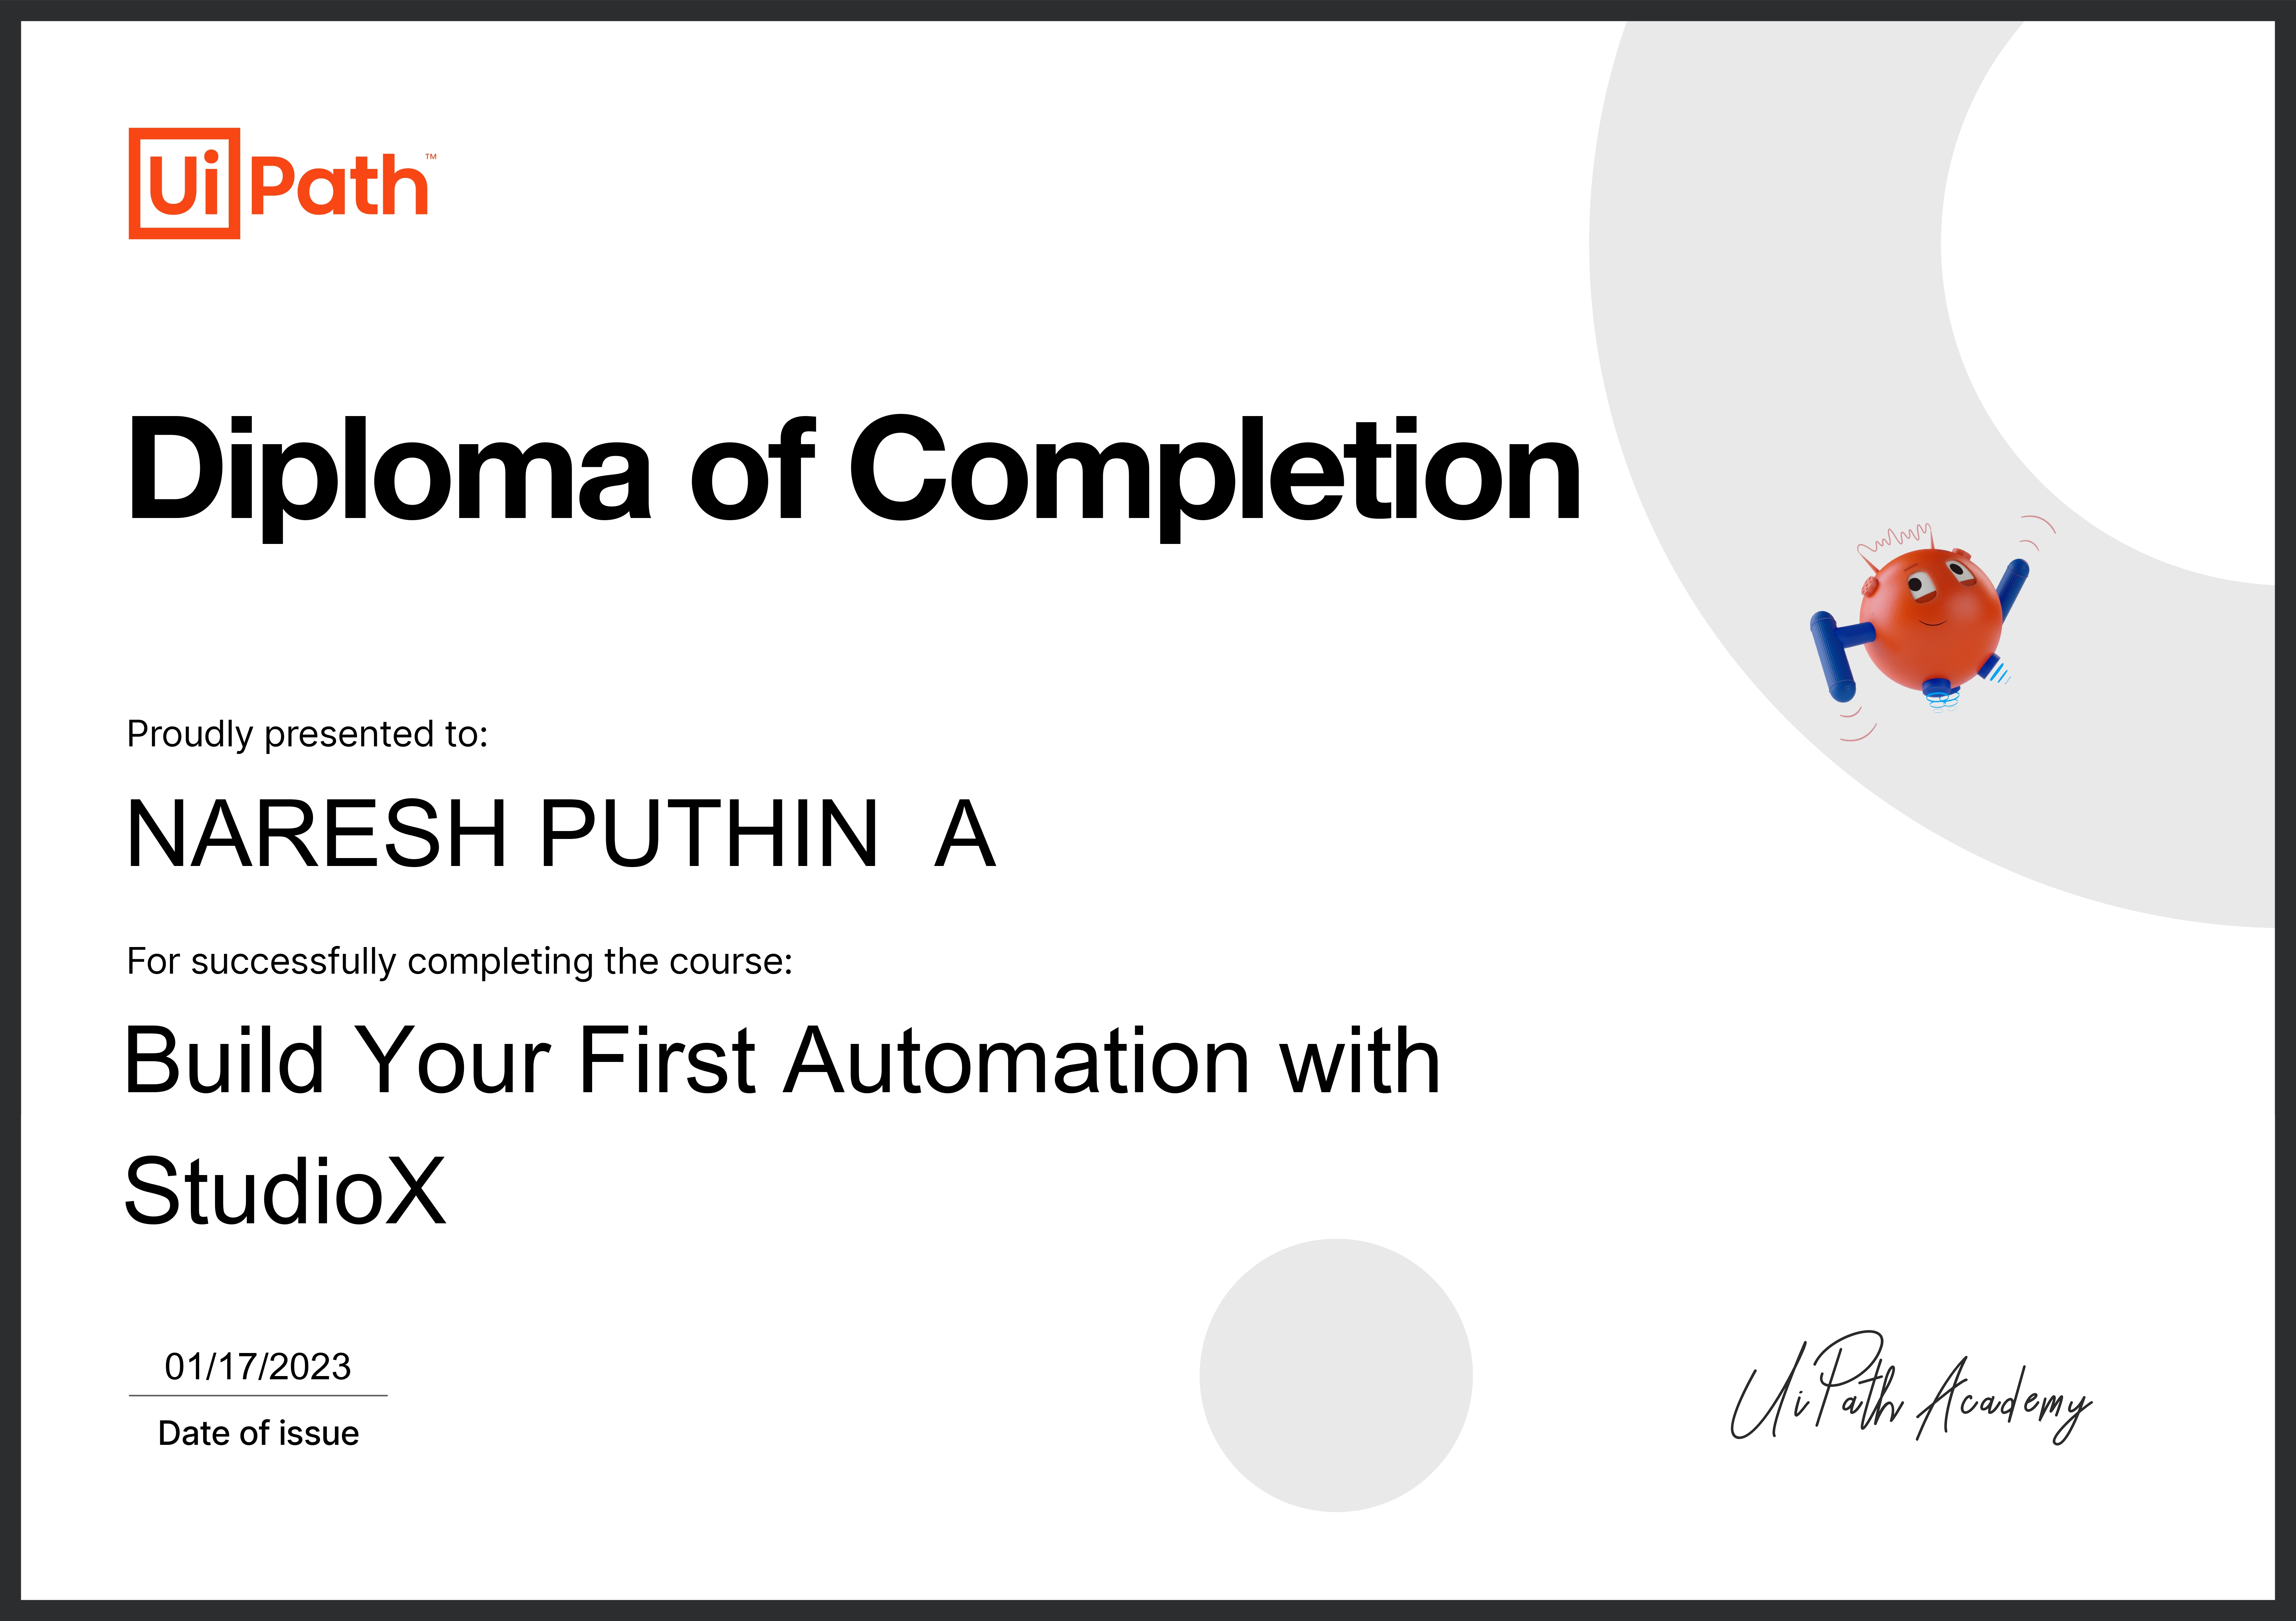 UiPath™
Diploma of Completion
Proudly presented to:
NARESH PUTHIN  A
For successfully completing the course:
Build Your First Automation with
StudioX
01/17/2023
Date of issue
UiPath Academy